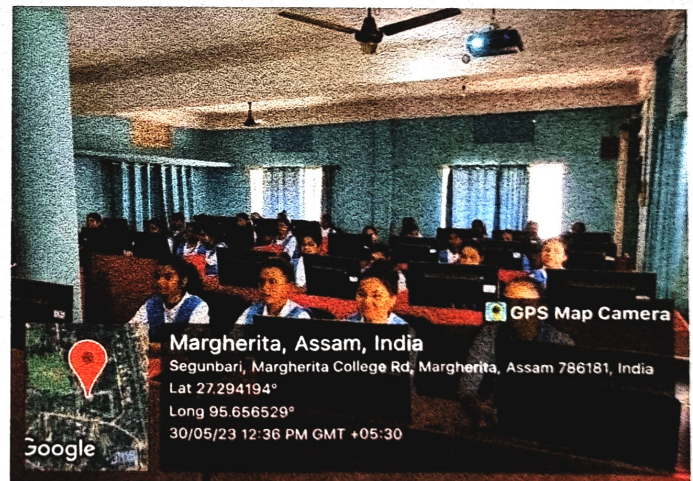 GPS Map Camera
Margherita, Assam, India
Segunbari, Margherita College Rd, Margherita, Assam 786181, India
Lat 27.294194°
Long 95.656529°
30/05/23 12:36 PM GMT +05:30
Google